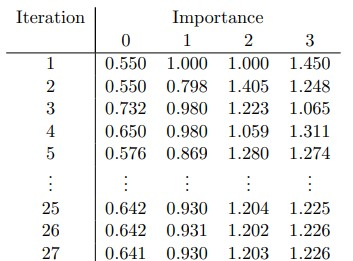 Iteration Importance
0 1 2 3
1 0.550 1.000 1.000 1.450
2 0.550 0.798 1.405 1.248
3 0.732 0.980 1.223 1.065
4 0.650 0.980 1.059 1.311
5 0.576 0.869 1.280 1.274
⋮ ⋮ ⋮ ⋮ ⋮
25 0.642 0.930 1.204 1.225
26 0.642 0.931 1.202 1.226
27 0.641 0.930 1.203 1.226